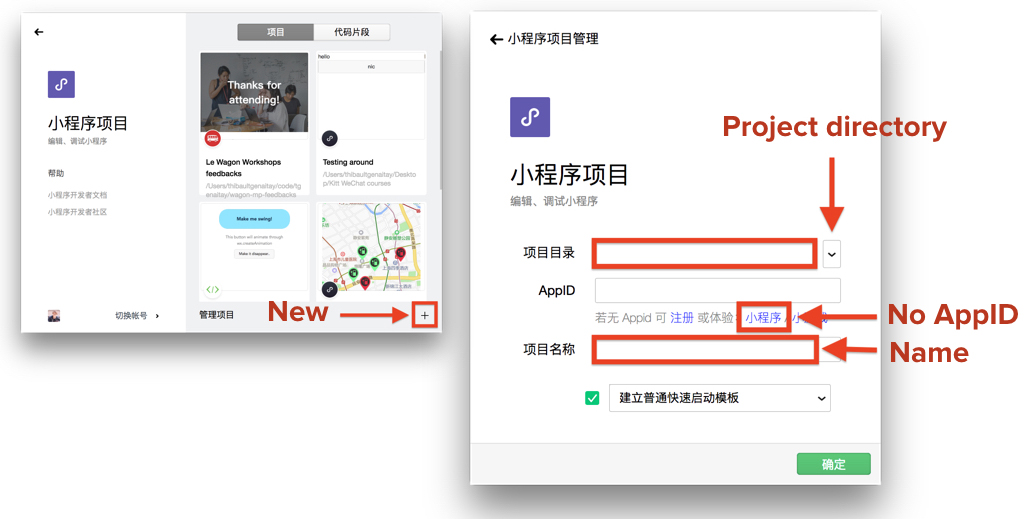 项目
代码片段
小程序项目
编辑、调试小程序
帮助
小程序开发者文档
小程序开发者社区
切换帐号
Thanks for
attending!
Le Wagon Workshops
feedbacks
/Users/thibaultgenaitay/code/tg
enaitay/wagon-mp-feedbacks
hello
nic
Testing around
/Users/thibaultgenaitay/Deskto
p/Kitt WeChat courses
Make me swing!
This button will animate through
wx.createAnimation
Make it disappear.
管理项目
New
+
小程序项目管理
小程序项目
编辑、调试小程序
Project directory
项目目录
AppID
若无 Appid 可 注册 或体验: 小程序 / 小
No AppID
项目名称
Name
建立普通快速启动模板
确定